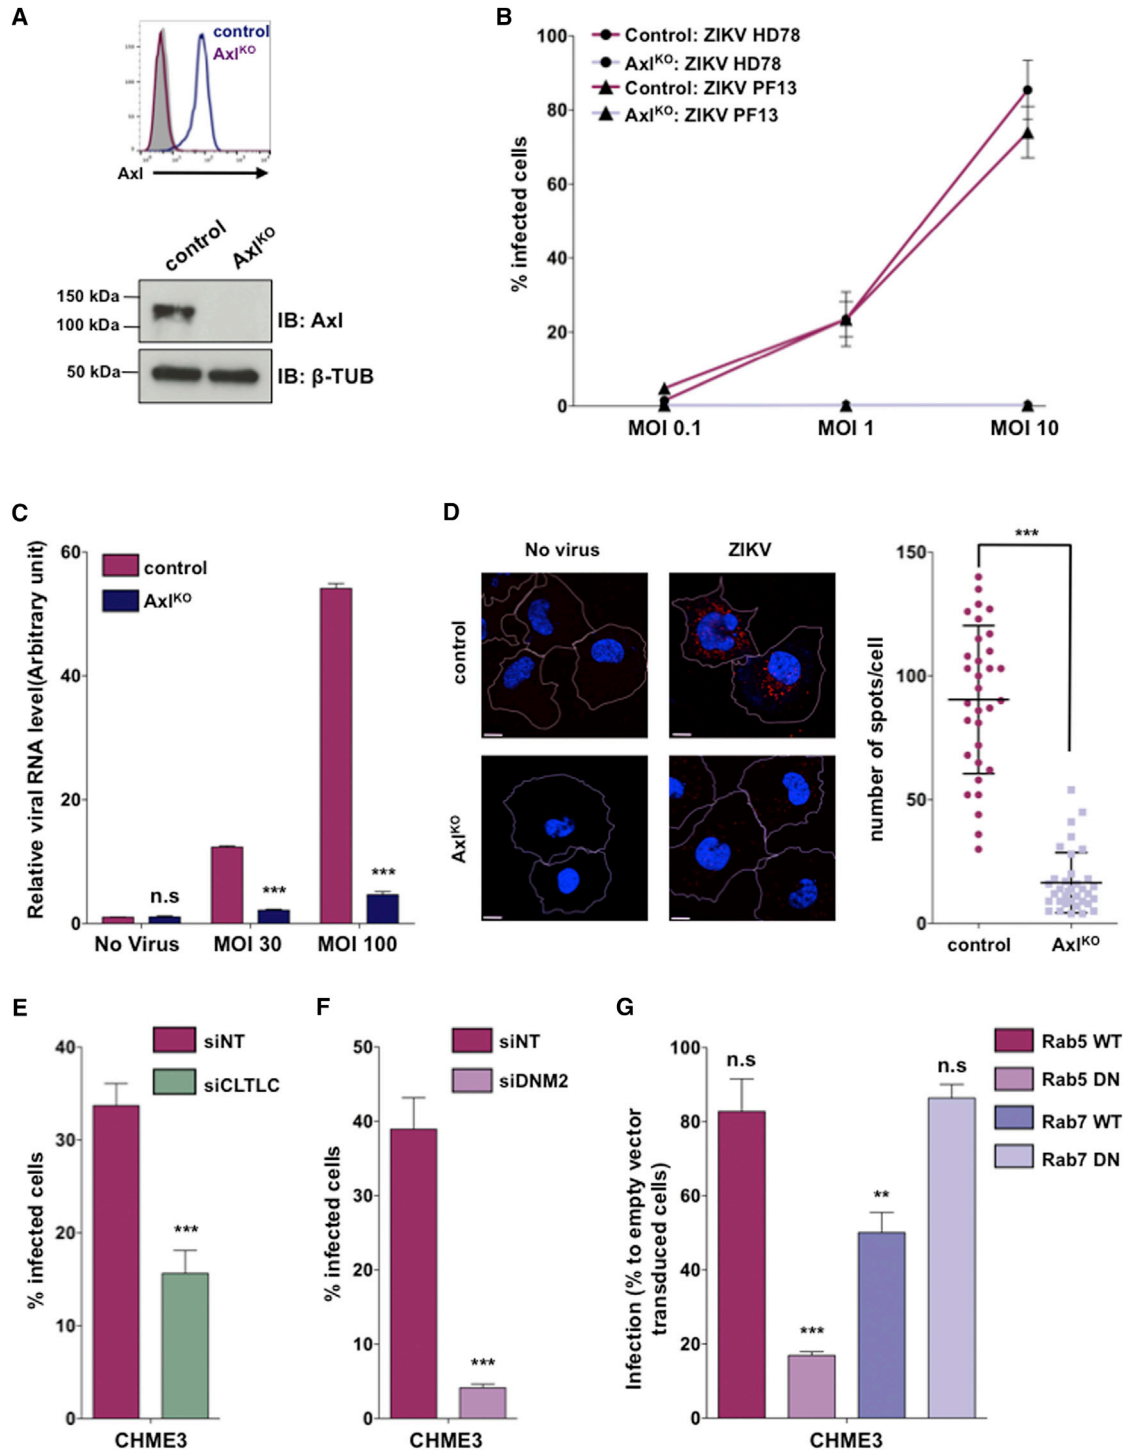 A
control
Axl^KO
150
100
50
0
Axl
control
Axl^KO
150 kDa
100 kDa
IB: Axl
50 kDa
IB: β-TUB
B
Control: ZIKV HD78
Axl^KO: ZIKV HD78
Control: ZIKV PF13
Axl^KO: ZIKV PF13
% infected cells
100
80
60
40
20
0
MOI 0.1
MOI 1
MOI 10
C
Relative viral RNA level(Arbitrary unit)
control
Axl^KO
60
40
20
0
n.s
***
***
No Virus
MOI 30
MOI 100
D
No virus
ZIKV
control
Axl^KO
number of spots/cell
***
150
100
50
0
control
Axl^KO
E
siNT
siCLTLC
% infected cells
40
30
20
10
0
***
CHME3
F
siNT
siDNM2
% infected cells
50
40
30
20
10
0
***
CHME3
G
Infection (% to empty vector
transduced cells)
100
80
60
40
20
0
n.s
***
**
n.s
CHME3
Rab5 WT
Rab5 DN
Rab7 WT
Rab7 DN